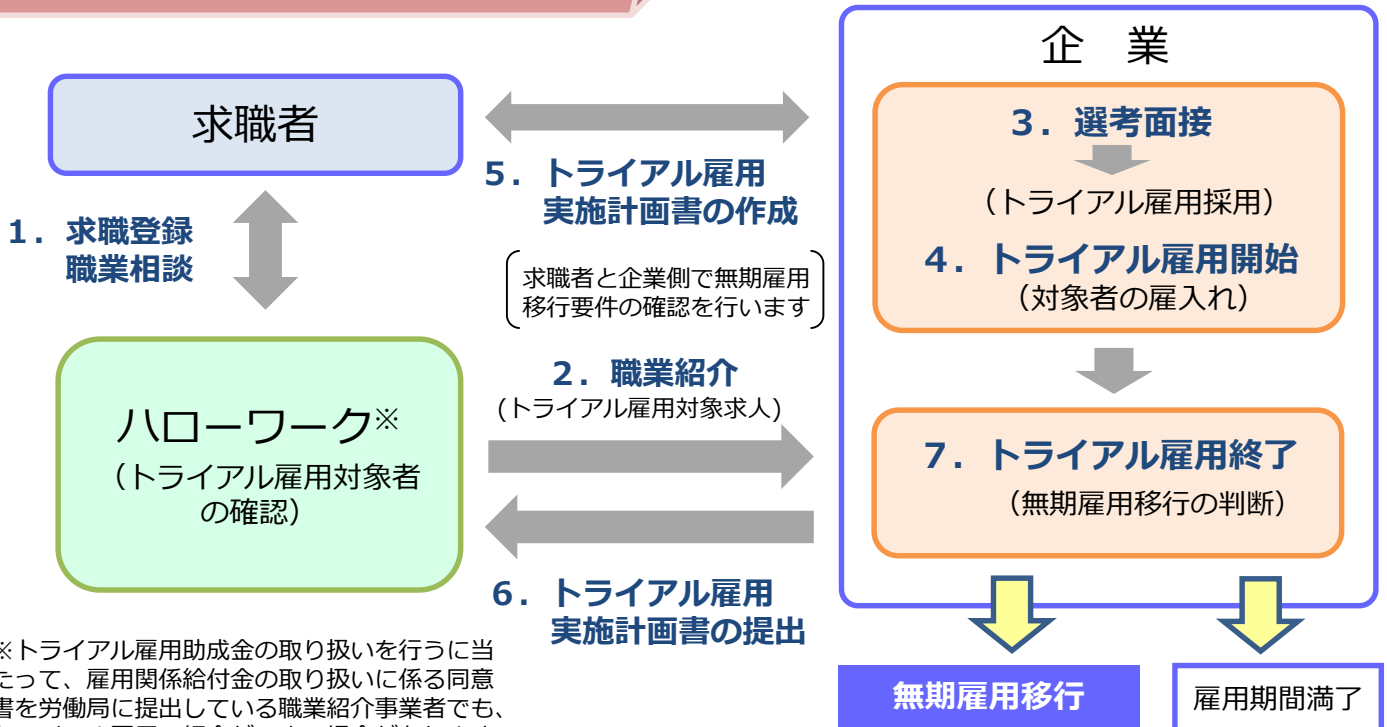 企　業
求職者
3．選考面接
（トライアル雇用採用）
4．トライアル雇用開始
（対象者の雇入れ）
5．トライアル雇用
実施計画書の作成
求職者と企業側で無期雇用
移行要件の確認を行います
1．求職登録
職業相談
2．職業紹介
(トライアル雇用対象求人)
ハローワーク※
（トライアル雇用対象者
の確認）
7．トライアル雇用終了
（無期雇用移行の判断）
6．トライアル雇用
実施計画書の提出
※トライアル雇用助成金の取り扱いを行うに当
たって、雇用関係給付金の取り扱いに係る同意
書を労働局に提出している職業紹介事業者でも、
無期雇用移行
雇用期間満了